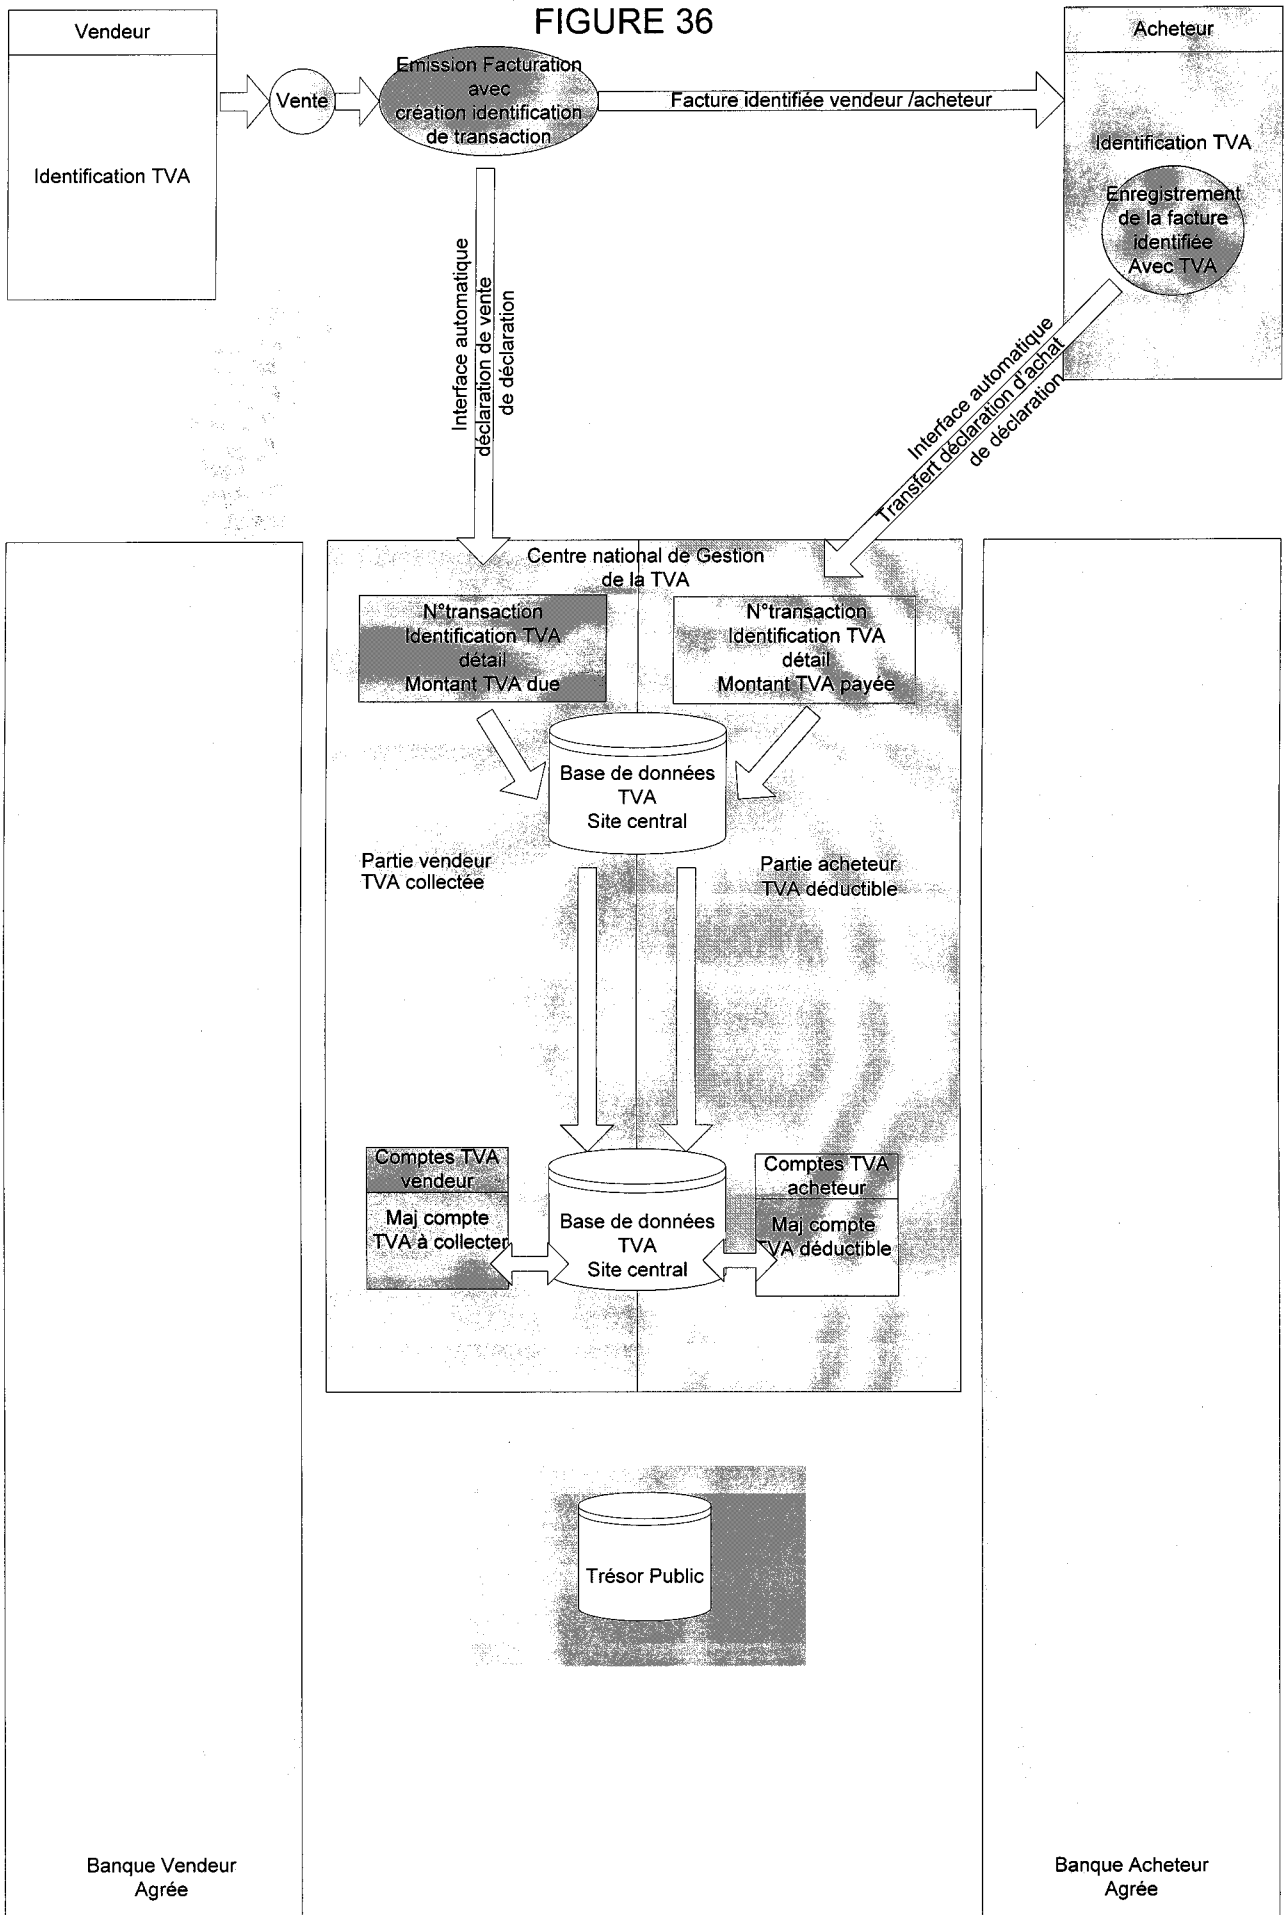 FIGURE 36
Vendeur
Identification TVA
Vente
Emission Facturation
avec
création identification
de transaction
Facture identifiée vendeur /acheteur
Acheteur
Identification TVA
Enregistrement
de la facture
identifiée
Avec TVA
Interface automatique
déclaration de vente
de déclaration
Interface automatique
Transfert déclaration d'achat
de déclaration
Centre national de Gestion
de la TVA
N°transaction
Identification TVA
détail
Montant TVA due
N°transaction
Identification TVA
détail
Montant TVA payée
Base de données
TVA
Site central
Partie vendeur
TVA collectée
Partie acheteur
TVA déductible
Comptes TVA
vendeur
Maj compte
TVA à collecter
Base de données
TVA
Site central
Comptes TVA
acheteur
Maj compte
TVA déductible
Trésor Public
Banque Vendeur
Agrée
Banque Acheteur
Agrée